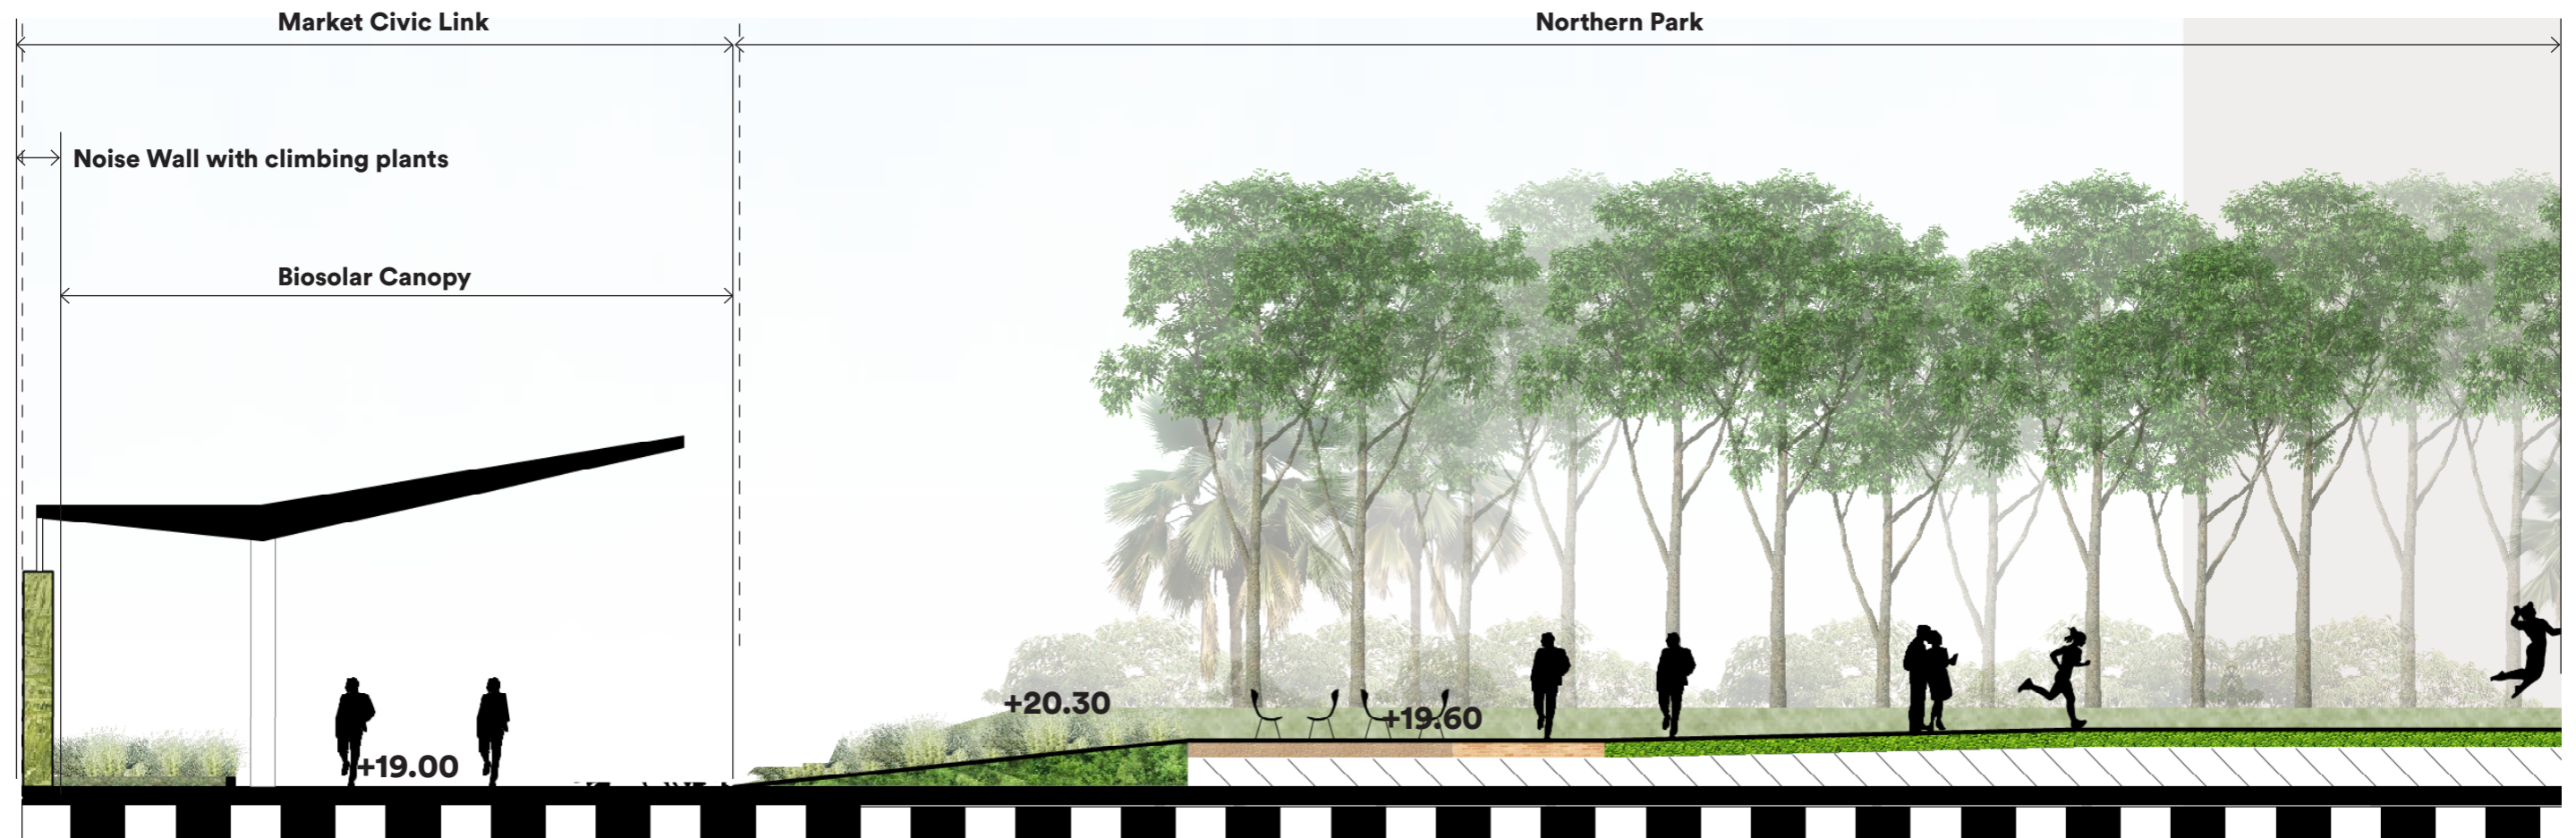 Market Civic Link
Northern Park
Noise Wall with climbing plants
Biosolar Canopy
+20.30
+19.60
+19.00